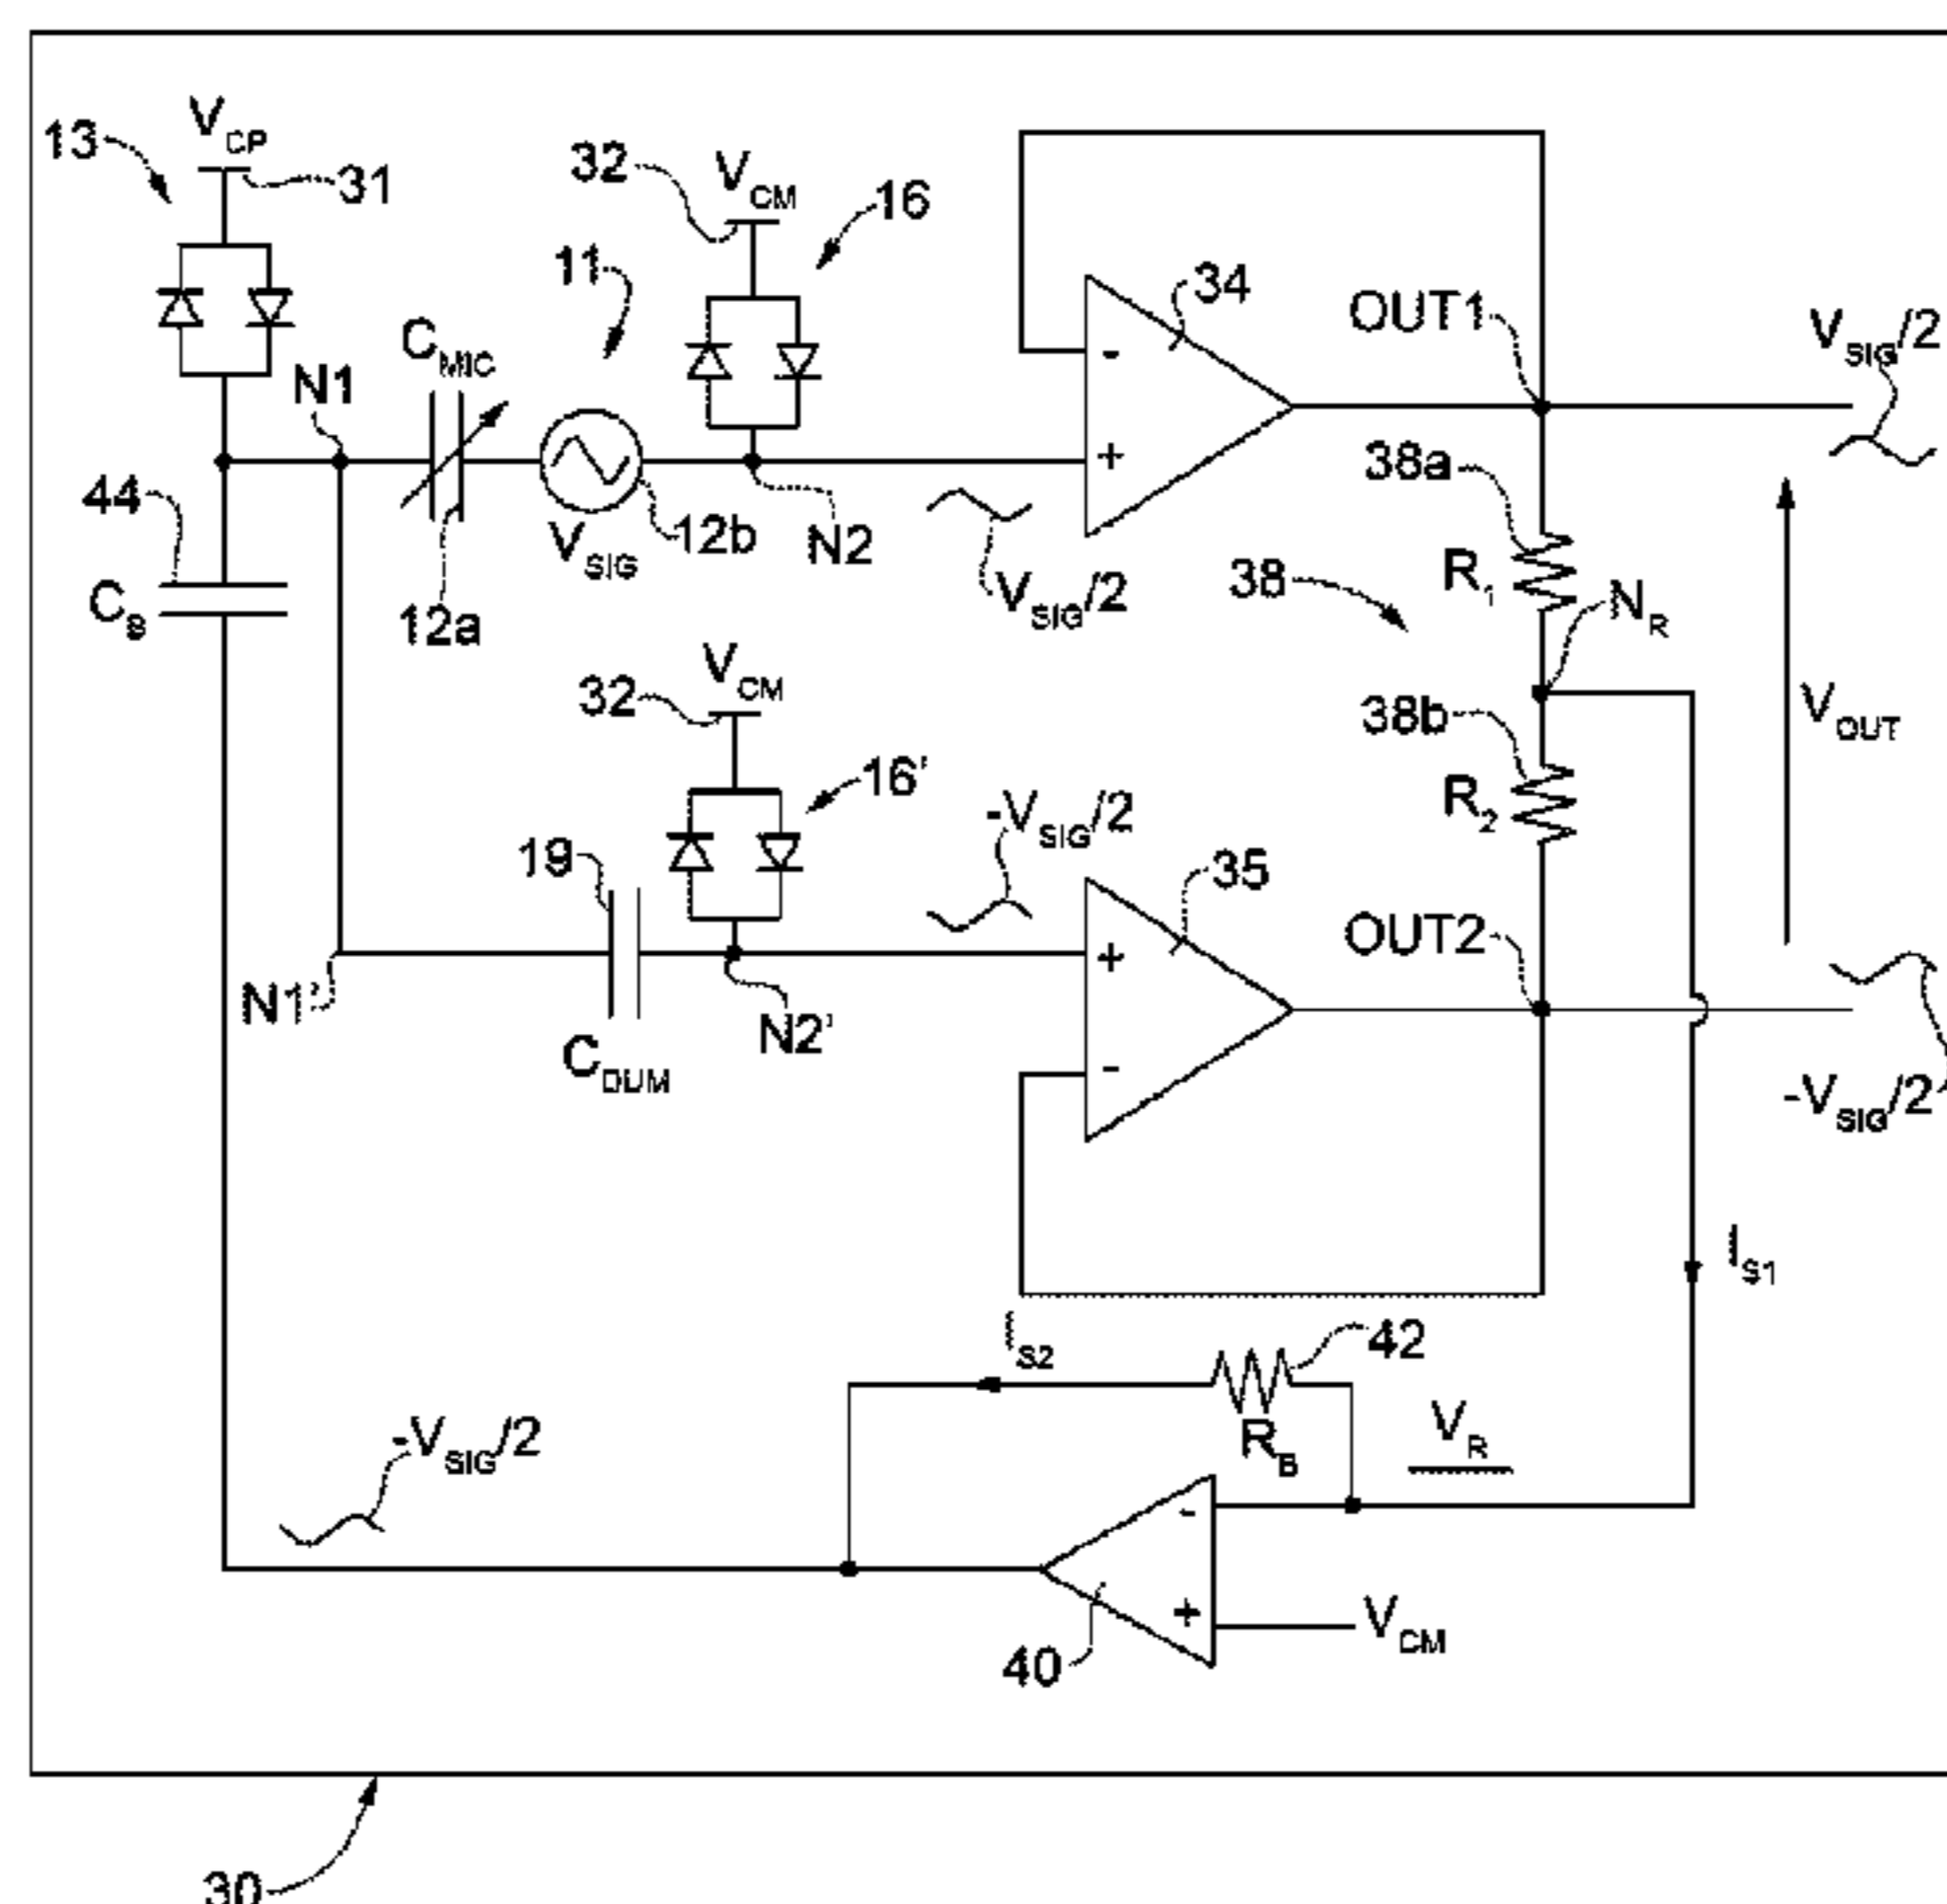 13
V_CP
31
32
V_CM
16
11
C_MIC
N1
34
OUT1
V_SIG/2
-
+
44
C_B
12a
V_SIG
12b
N2
V_SIG/2
38a
38
R_1
N_R
V_CM
32
16'
38b
R_2
V_OUT
-V_SIG/2
19
35
OUT2
N1'
N2'
C_DUM
+
-
-V_SIG/2
I_S1
I_S2
42
R_B
V_R
-V_SIG/2
-
+
V_CM
40
30